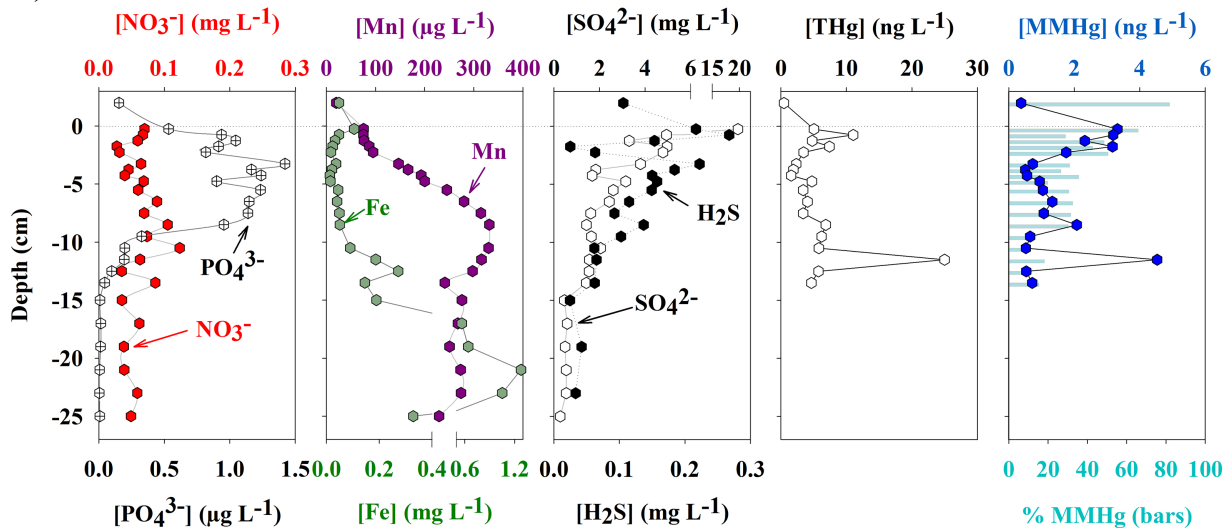 [NO3⁻] (mg L⁻¹) [Mn] (µg L⁻¹) [SO4²⁻] (mg L⁻¹) [THg] (ng L⁻¹) [MMHg] (ng L⁻¹)
0.0 0.1 0.2 0.3 0 100 200 300 400 2 4 6 15 20 0 10 20 30 0 2 4 6
0
-5
-10
-15
-20
-25
Depth (cm)
PO4³⁻
NO3⁻
Mn
Fe
H2S
SO4²⁻
0.0 0.5 1.0 1.5 0.0 0.2 0.4 0.6 1.2 0.0 0.1 0.2 0.3 0 20 40 60 80 100
[PO4³⁻] (µg L⁻¹) [Fe] (mg L⁻¹) [H2S] (mg L⁻¹) % MMHg (bars)